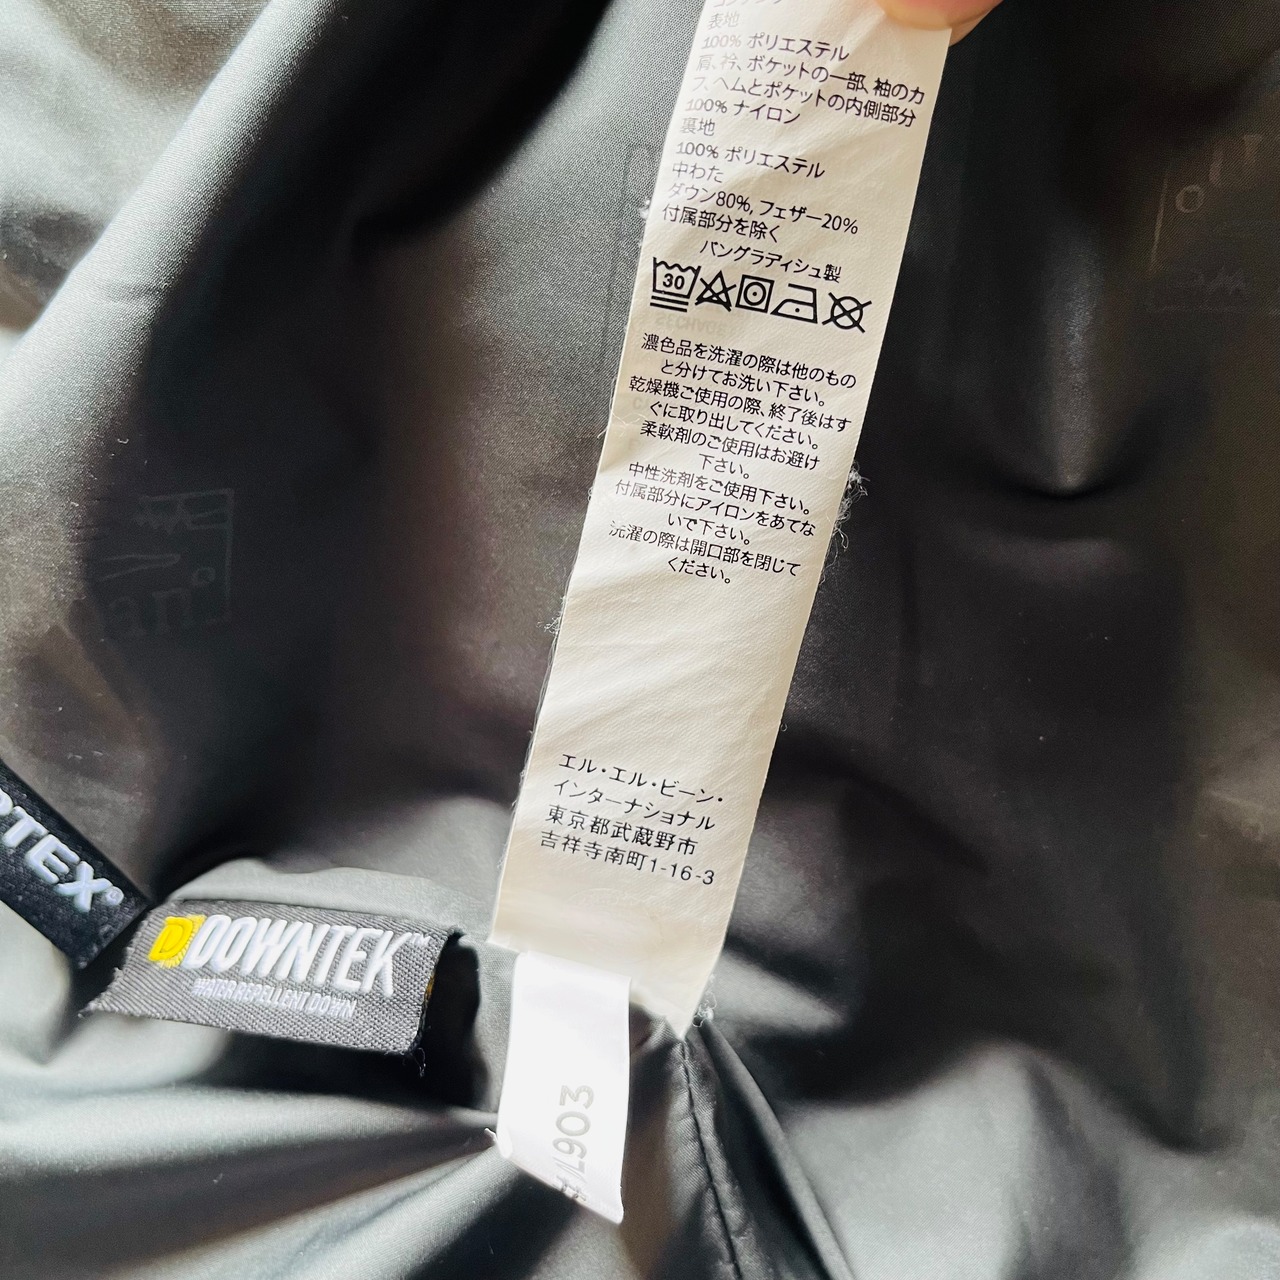 表地
100% ポリエステル
肩、衿、ポケットの一部、袖のカ
フ、ヘムとポケットの内側部分
100% ナイロン
裏地
100% ポリエステル
中わた
ダウン80%, フェザー20%
付属部分を除く
バングラディシュ製
30
濃色品を洗濯の際は他のもの
と分けてお洗い下さい。
乾燥機ご使用の際、終了後はす
ぐに取り出してください。
柔軟剤のご使用はお避け
下さい。
中性洗剤をご使用下さい。
付属部分にアイロンをあてな
いで下さい。
洗濯の際は開口部を閉じて
ください。
エル・エル・ビーン・
インターナショナル
東京都武蔵野市
吉祥寺南町1-16-3
PTEX®
DOWNTEK™
WATER REPELLENT DOWN
L903